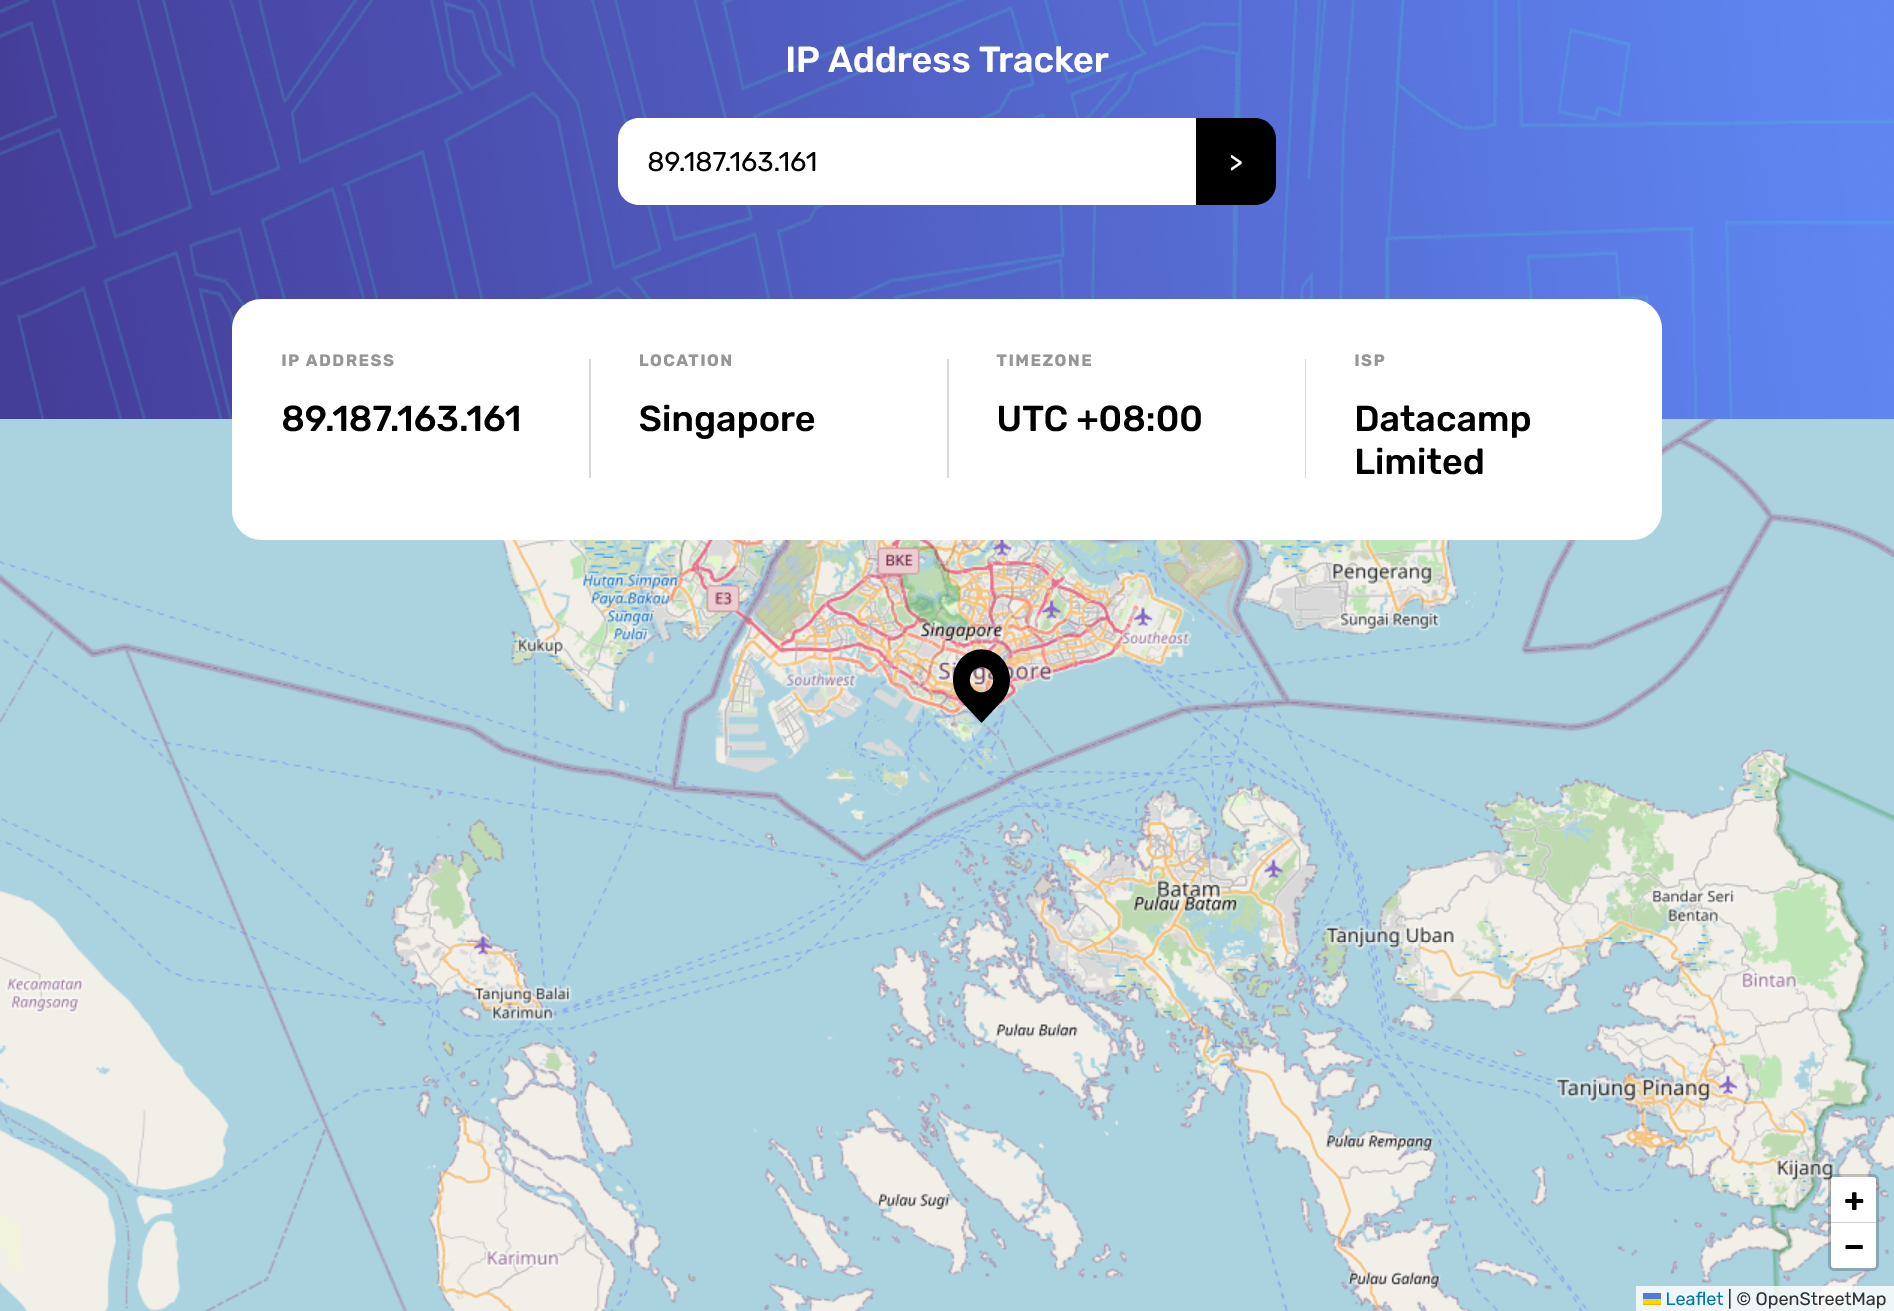 IP Address Tracker
89.187.163.161
>
IP ADDRESS
89.187.163.161
LOCATION
Singapore
TIMEZONE
UTC +08:00
ISP
Datacamp
Limited
BKE
E3
Hutan Simpan
Paya Bakau
Sungai
Pulai
Kukup
Singapore
Singapore
Southwest
Southeast
Pengerang
Sungai Rengit
Batam
Pulau Batam
Tanjung Uban
Bandar Seri
Bentan
Bintan
Kecamatan
Rangsang
Tanjung Balai
Karimun
Pulau Bulan
Tanjung Pinang
Pulau Rempang
Kijang
Pulau Sugi
Karimun
Pulau Galang
+
−
Leaflet | © OpenStreetMap